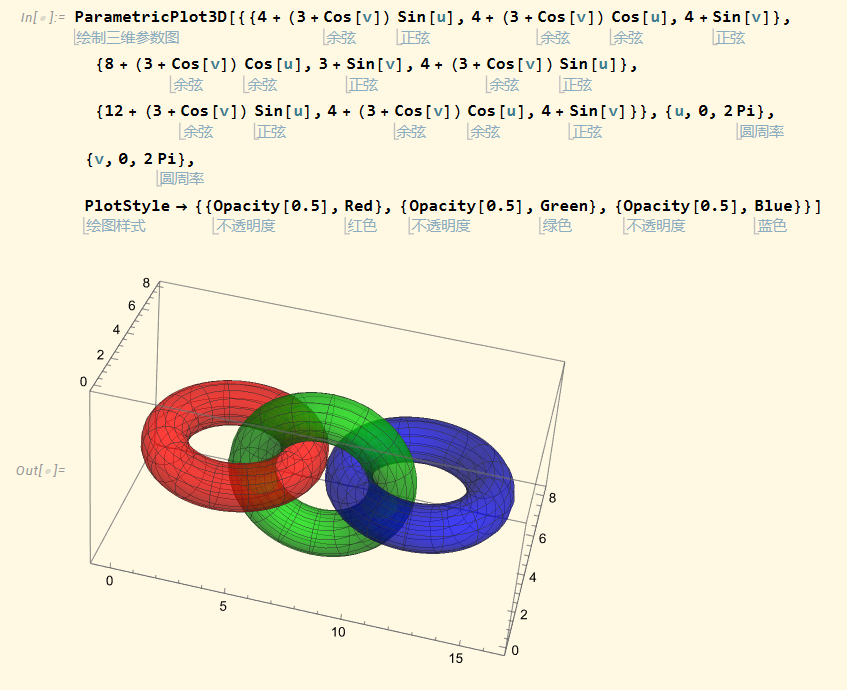 In[●]:= ParametricPlot3D[{{4 + (3 + Cos[v]) Sin[u], 4 + (3 + Cos[v]) Cos[u], 4 + Sin[v]},
绘制三维参数图 余弦 正弦 余弦 余弦 正弦
{8 + (3 + Cos[v]) Cos[u], 3 + Sin[v], 4 + (3 + Cos[v]) Sin[u]},
余弦 余弦 正弦 余弦 正弦
{12 + (3 + Cos[v]) Sin[u], 4 + (3 + Cos[v]) Cos[u], 4 + Sin[v]}}, {u, 0, 2 Pi},
余弦 正弦 余弦 余弦 正弦 圆周率
{v, 0, 2 Pi},
圆周率
PlotStyle → {{Opacity[0.5], Red}, {Opacity[0.5], Green}, {Opacity[0.5], Blue}}]
绘图样式 不透明度 红色 不透明度 绿色 不透明度 蓝色
8
6
4
2
0
Out[●]=
8
6
4
2
0
0
5
10
15